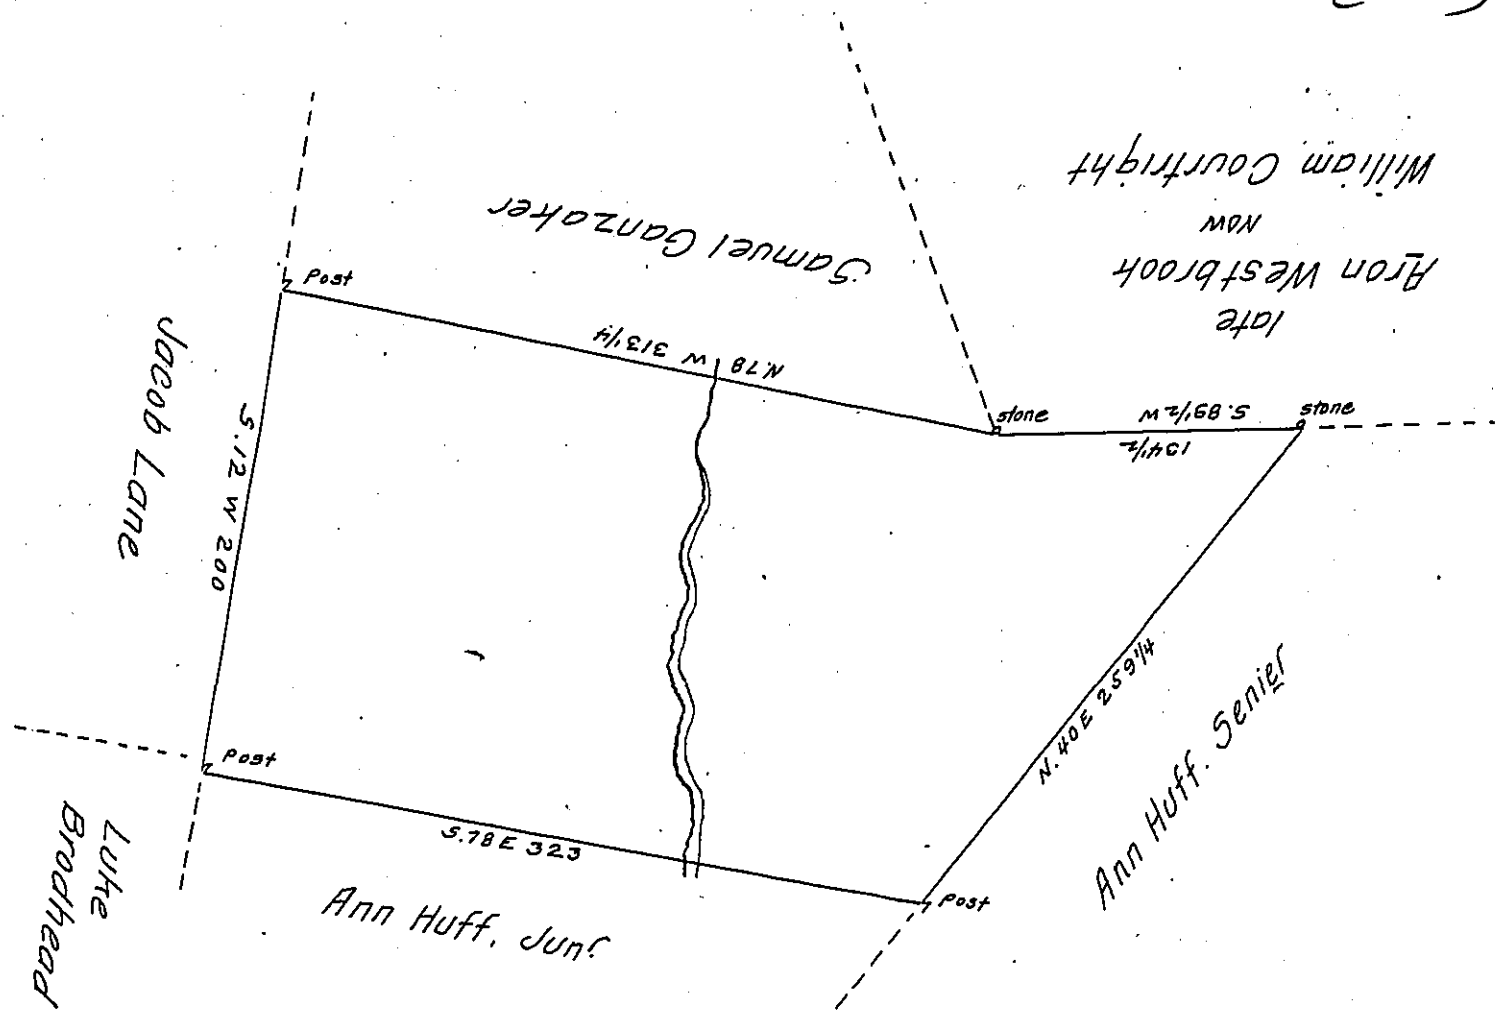 William Courtright
now
Aron Westbrook
late
Samuel Ganzaker
Post
N.78 W 313 1/4
stone
S.89 1/2 W
134 1/2
stone
Jacob Lane
S.12 W 200
N.40E 259 1/4
Ann Huff. Senier
Post
S.78 E 323
Post
Luke
Brodhead
Ann Huff, Junr.